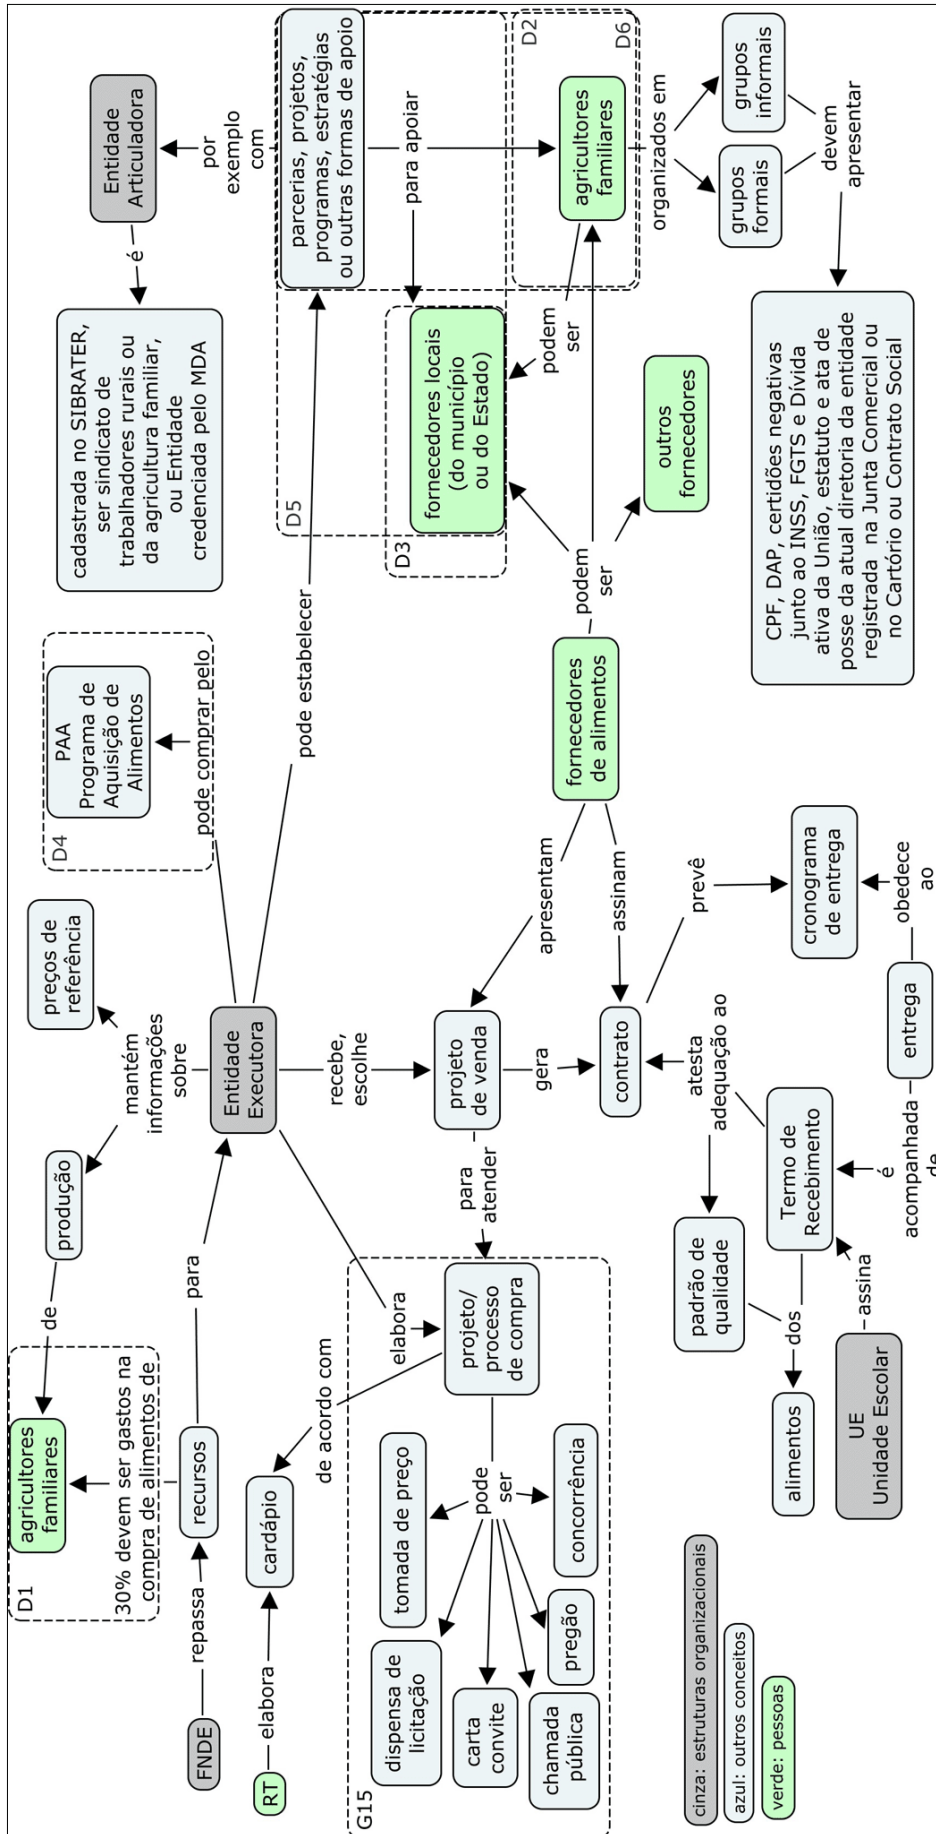 D1
agricultores
familiares
30% devem ser gastos na
compra de alimentos de
de
produção
mantém
informações
sobre
preços de
referência
D4
PAA
Programa de
Aquisição de
Alimentos
pode comprar pelo
cadastrada no SIBRATER,
ser sindicato de
trabalhadores rurais ou
da agricultura familiar,
ou Entidade
credenciada pelo MDA
é
Entidade
Articuladora
por
exemplo
com
FNDE
repassa
recursos
para
Entidade
Executora
pode estabelecer
D5
parcerias, projetos,
programas, estratégias
ou outras formas de apoio
para apoiar
RT
elabora
cardápio
de acordo com
elabora
recebe,
escolhe
D3
fornecedores locais
(do município
ou do Estado)
podem
ser
D2
D6
agricultores
familiares
organizados em
grupos
formais
grupos
informais
devem
apresentar
G15
dispensa de
licitação
tomada de preço
carta
convite
pode
ser
chamada
pública
pregão
concorrência
projeto/
processo
de compra
para
atender
projeto
de venda
gera
apresentam
fornecedores
de alimentos
assinam
podem
ser
outros
fornecedores
contrato
prevê
cronograma
de entrega
obedece
ao
entrega
é
acompanhada
de
atesta
adequação ao
padrão de
qualidade
Termo de
Recebimento
dos
alimentos
assina
UE
Unidade Escolar
CPF, DAP, certidões negativas
junto ao INSS, FGTS e Dívida
ativa da União, estatuto e ata de
posse da atual diretoria da entidade
registrada na Junta Comercial ou
no Cartório ou Contrato Social
cinza: estruturas organizacionais
azul: outros conceitos
verde: pessoas